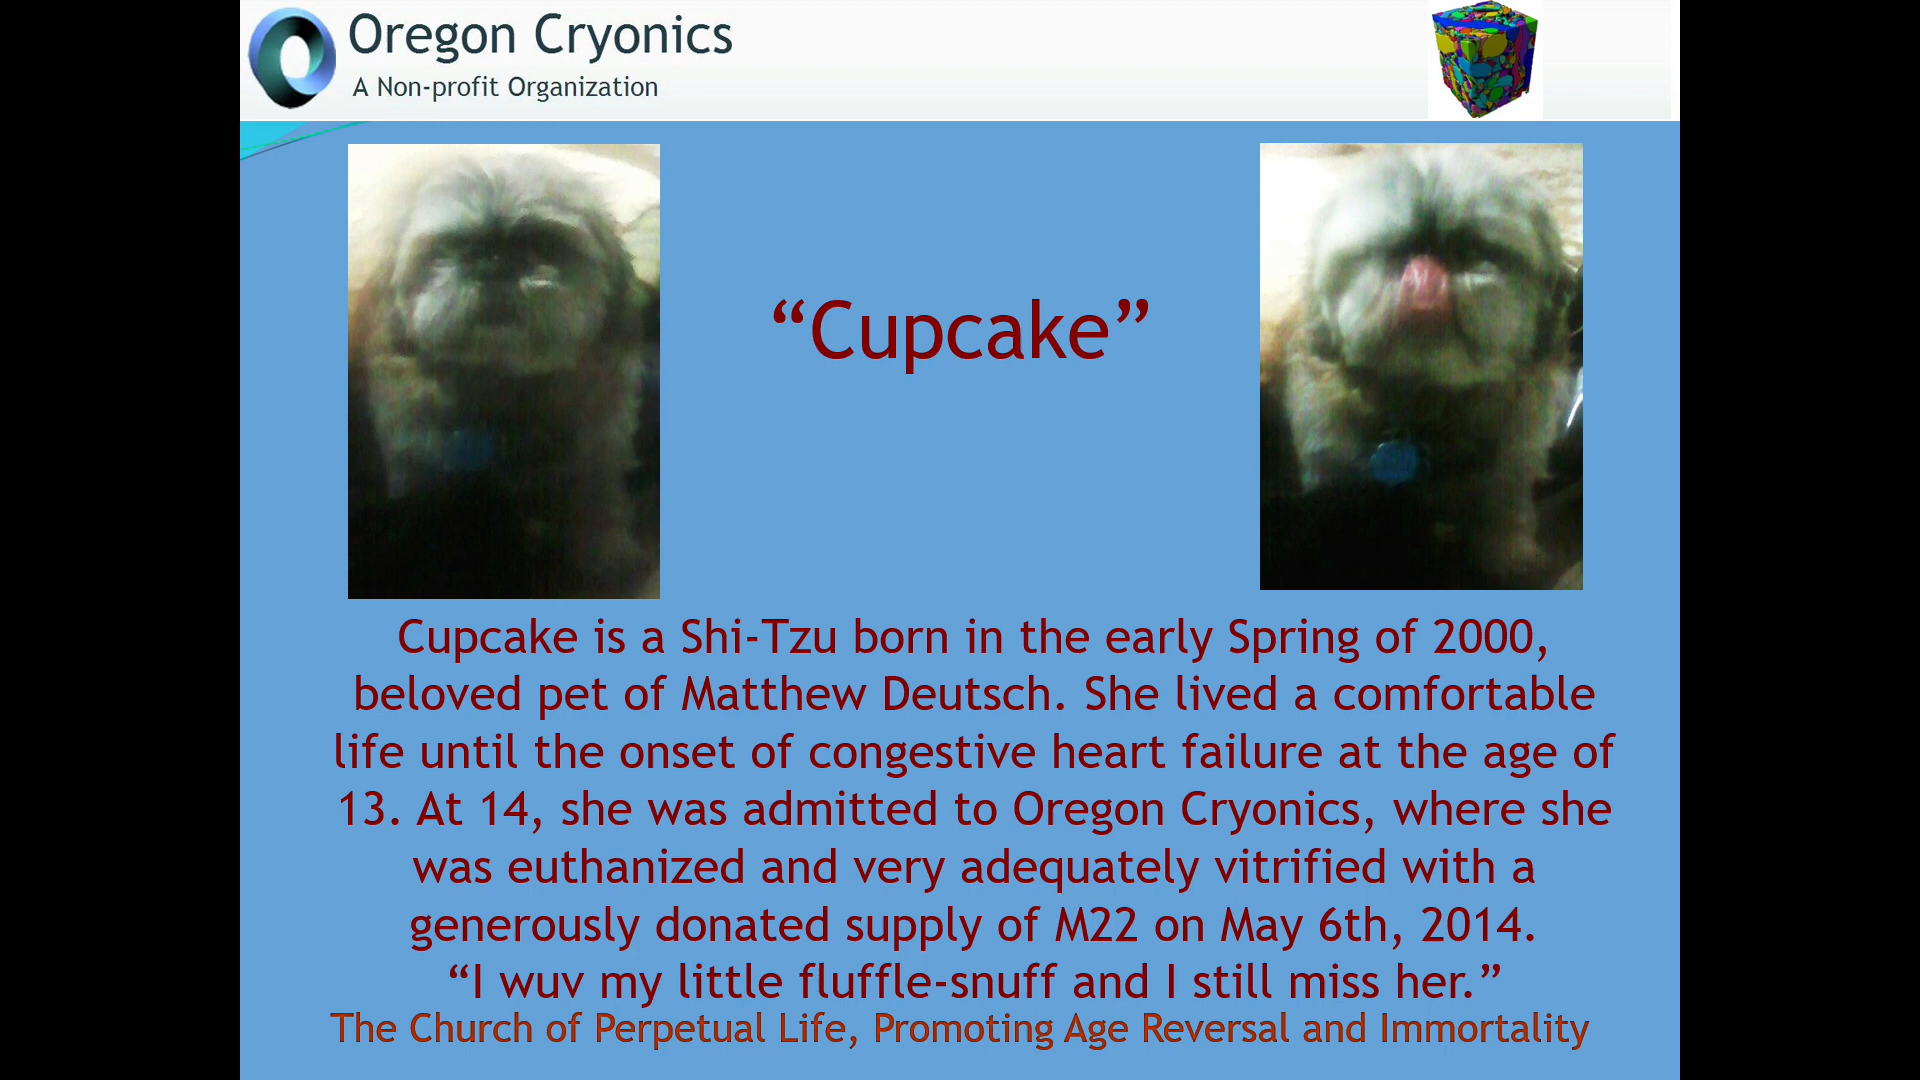 Oregon Cryonics
A Non-profit Organization
“Cupcake”
Cupcake is a Shi-Tzu born in the early Spring of 2000,
beloved pet of Matthew Deutsch. She lived a comfortable
life until the onset of congestive heart failure at the age of
13. At 14, she was admitted to Oregon Cryonics, where she
was euthanized and very adequately vitrified with a
generously donated supply of M22 on May 6th, 2014.
“I wuv my little fluffle-snuff and I still miss her.”
The Church of Perpetual Life, Promoting Age Reversal and Immortality